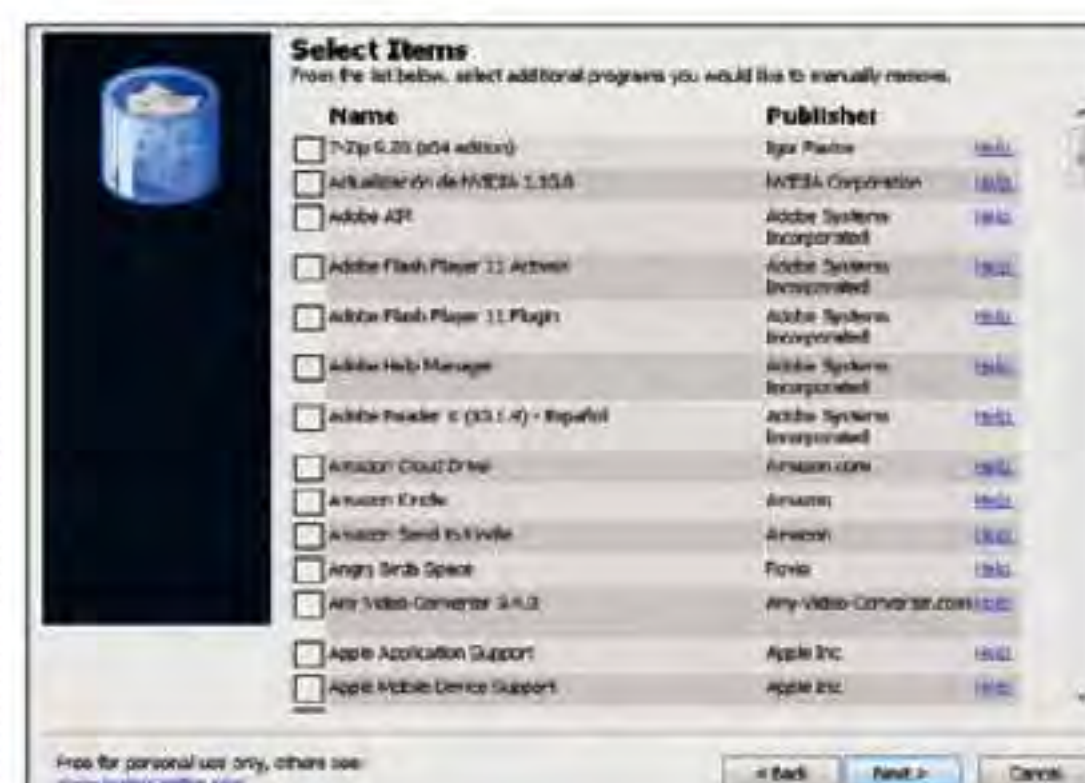 Select Items
From the list below, select additional programs you would like to manually remove.
Name Publisher
7-Zip 9.20 (x64 edition) Igor Pavlov Help
Actualización de NVIDIA 1.10.8 NVIDIA Corporation Help
Adobe AIR Adobe Systems Help
Incorporated
Adobe Flash Player 11 ActiveX Adobe Systems Help
Incorporated
Adobe Flash Player 11 Plugin Adobe Systems Help
Incorporated
Adobe Help Manager Adobe Systems Help
Incorporated
Adobe Reader X (10.1.4) - Español Adobe Systems Help
Incorporated
Amazon Cloud Drive Amazon.com Help
Amazon Kindle Amazon Help
Amazon Send to Kindle Amazon Help
Angry Birds Space Rovio Help
Any Video Converter Any-Video-Converter.com Help
Apple Application Support Apple Inc. Help
Apple Mobile Device Support Apple Inc. Help
Free for personal use only, others see
< Back Next > Cancel